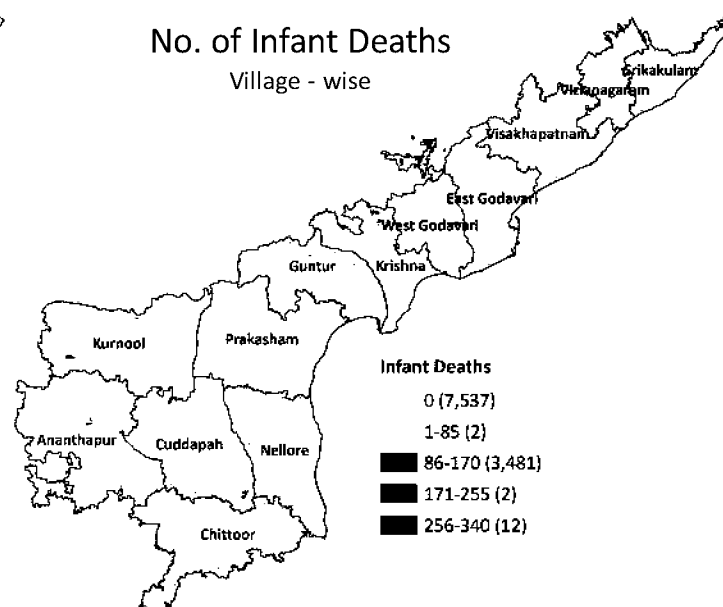 No. of Infant Deaths
Village - wise
Srikakulam
Vizianagaram
Visakhapatnam
East Godavari
West Godavari
Guntur
Krishna
Kurnool
Prakasham
Ananthapur
Cuddapah
Nellore
Chittoor
Infant Deaths
0 (7,537)
1-85 (2)
86-170 (3,481)
171-255 (2)
256-340 (12)